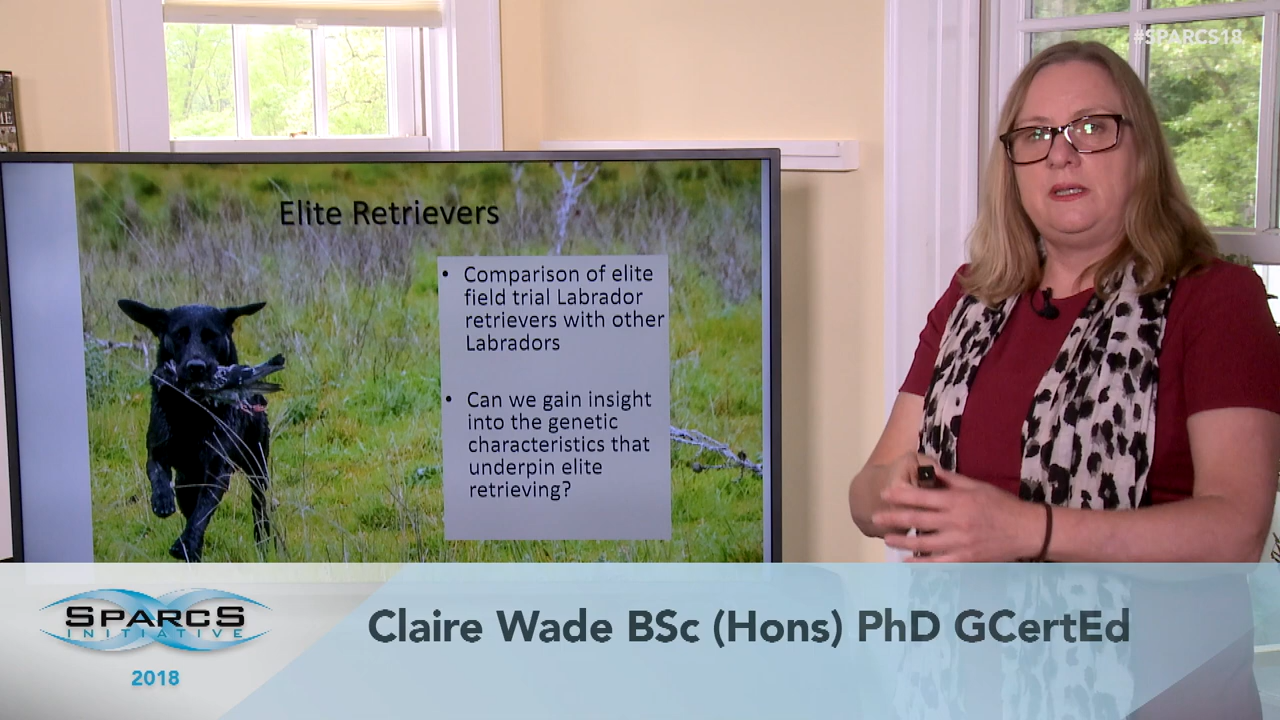 #SPARCS18
ME
Elite Retrievers
• Comparison of elite
field trial Labrador
retrievers with other
Labradors
• Can we gain insight
into the genetic
characteristics that
underpin elite
retrieving?
SPARCS
INITIATIVE
2018
Claire Wade BSc (Hons) PhD GCertEd